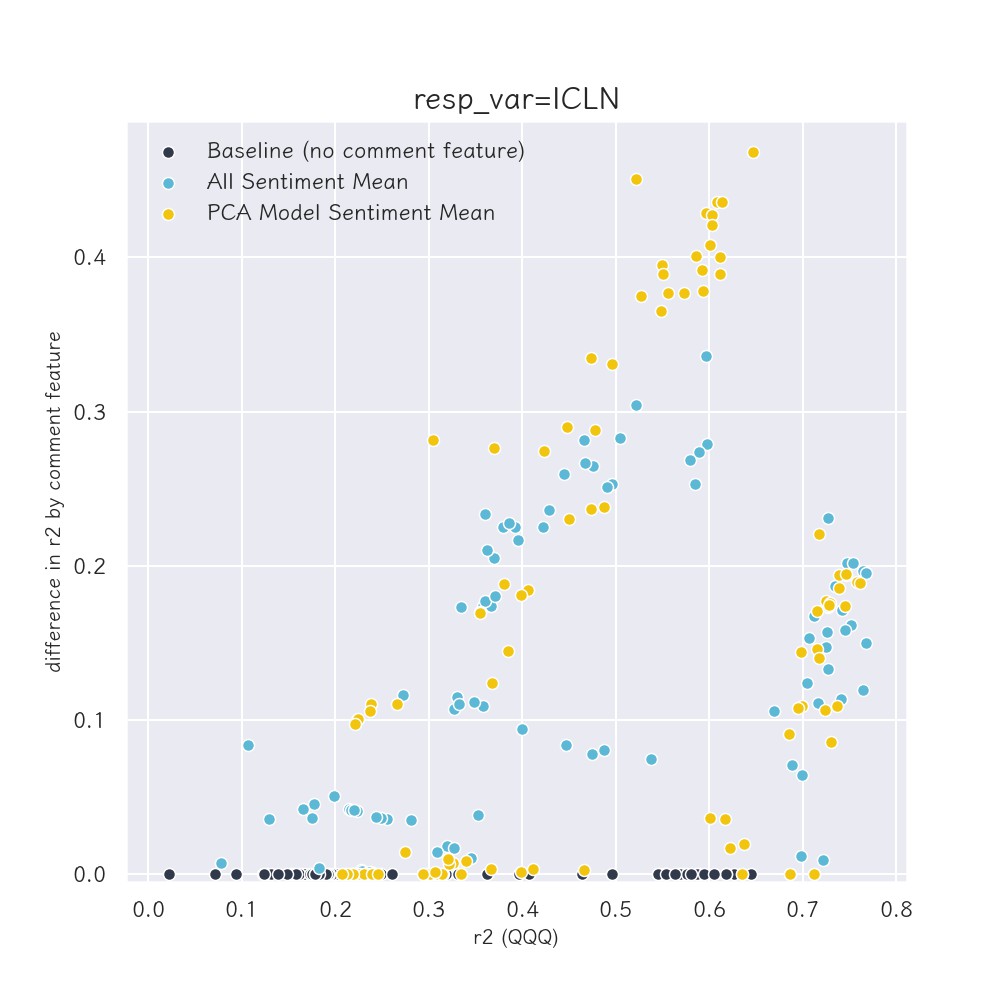 resp_var=ICLN
Baseline (no comment feature)
All Sentiment Mean
PCA Model Sentiment Mean
difference in r2 by comment feature
0.4
0.3
0.2
0.1
0.0
0.0 0.1 0.2 0.3 0.4 0.5 0.6 0.7 0.8
r2 (QQQ)